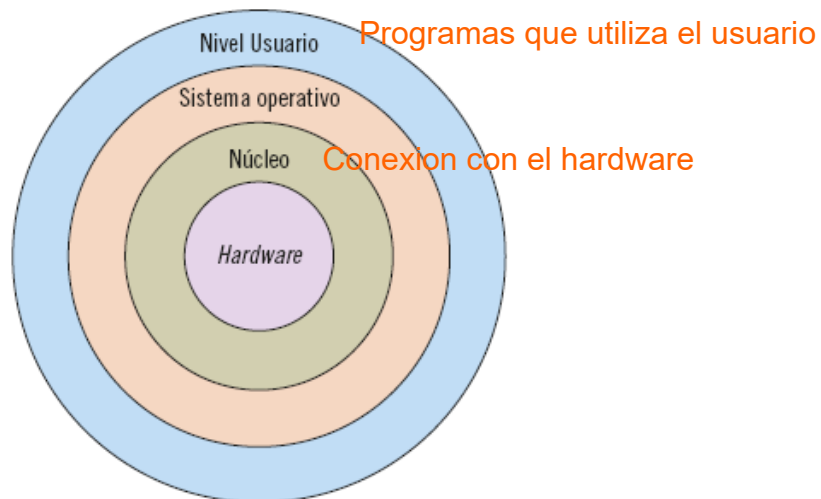 Nivel Usuario
Programas que utiliza el usuario
Sistema operativo
Núcleo
Conexion con el hardware
Hardware